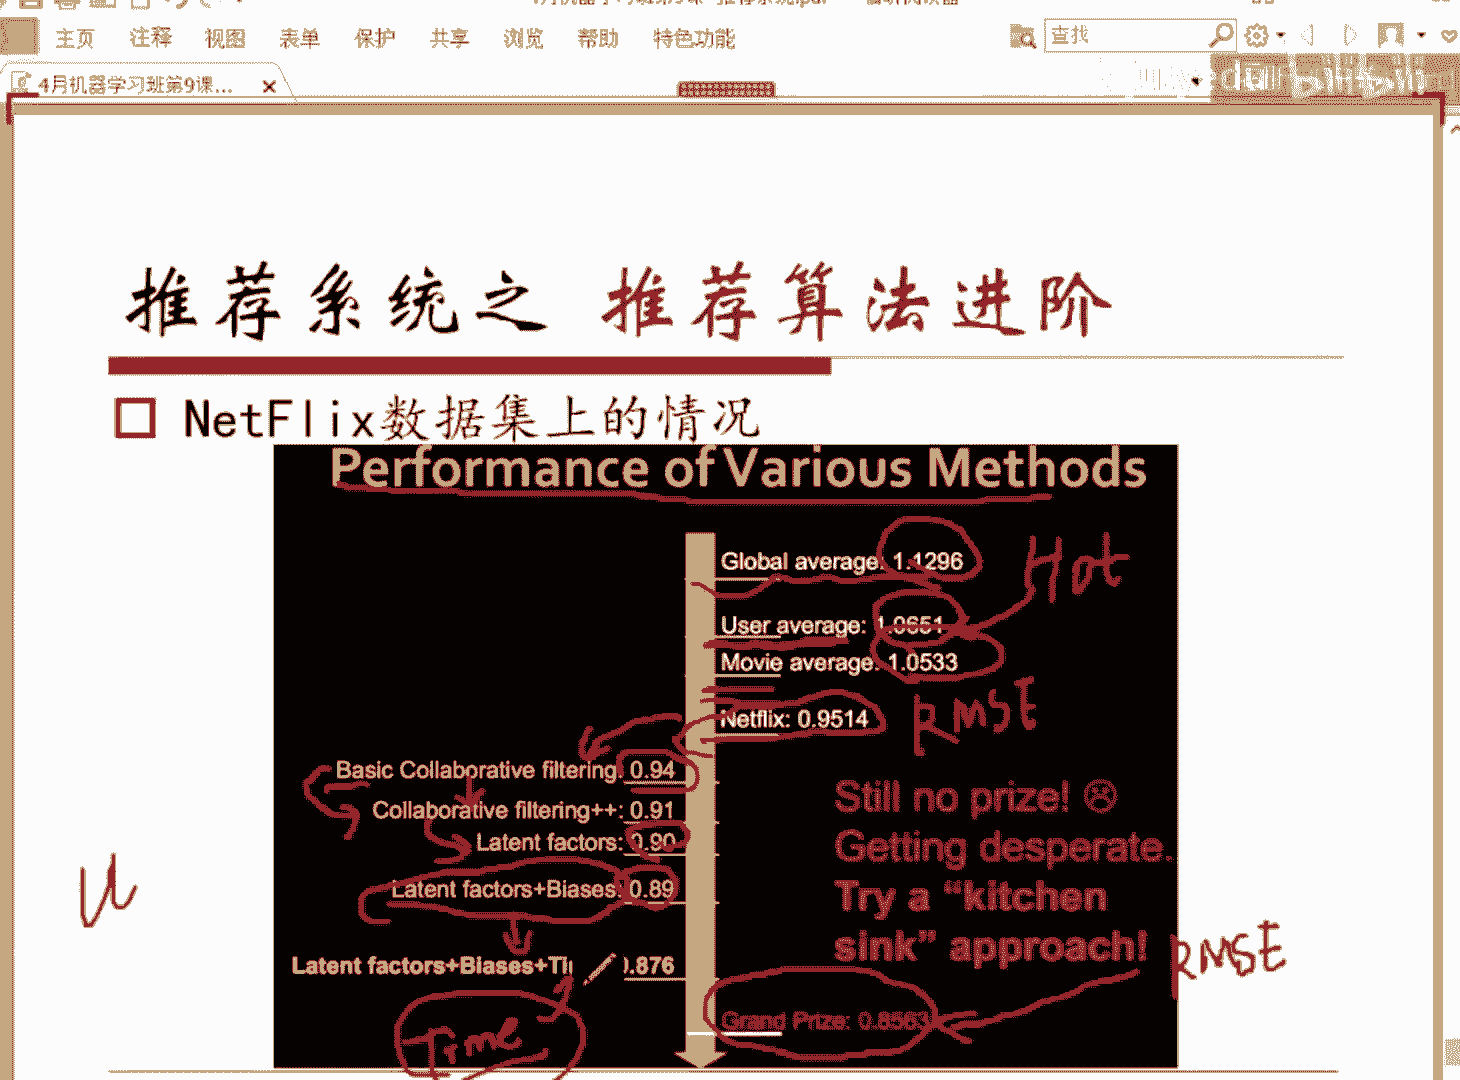 主页 注释 视图 表单 保护 共享 浏览 帮助 特色功能
查找
4月机器学习班第9课...
推荐系统之 推荐算法进阶
NetFlix数据集上的情况
Performance of Various Methods
Global average: 1.1296
Hot
User average: 1.0651
Movie average: 1.0533
Netflix: 0.9514
RMSE
Basic Collaborative filtering: 0.94
Collaborative filtering++: 0.91
Latent factors: 0.90
Latent factors+Biases: 0.89
Latent factors+Biases+Ti .876
Time
Still no prize! ☹
Getting desperate.
Try a “kitchen
sink” approach!
RMSE
Grand Prize: 0.8563
U